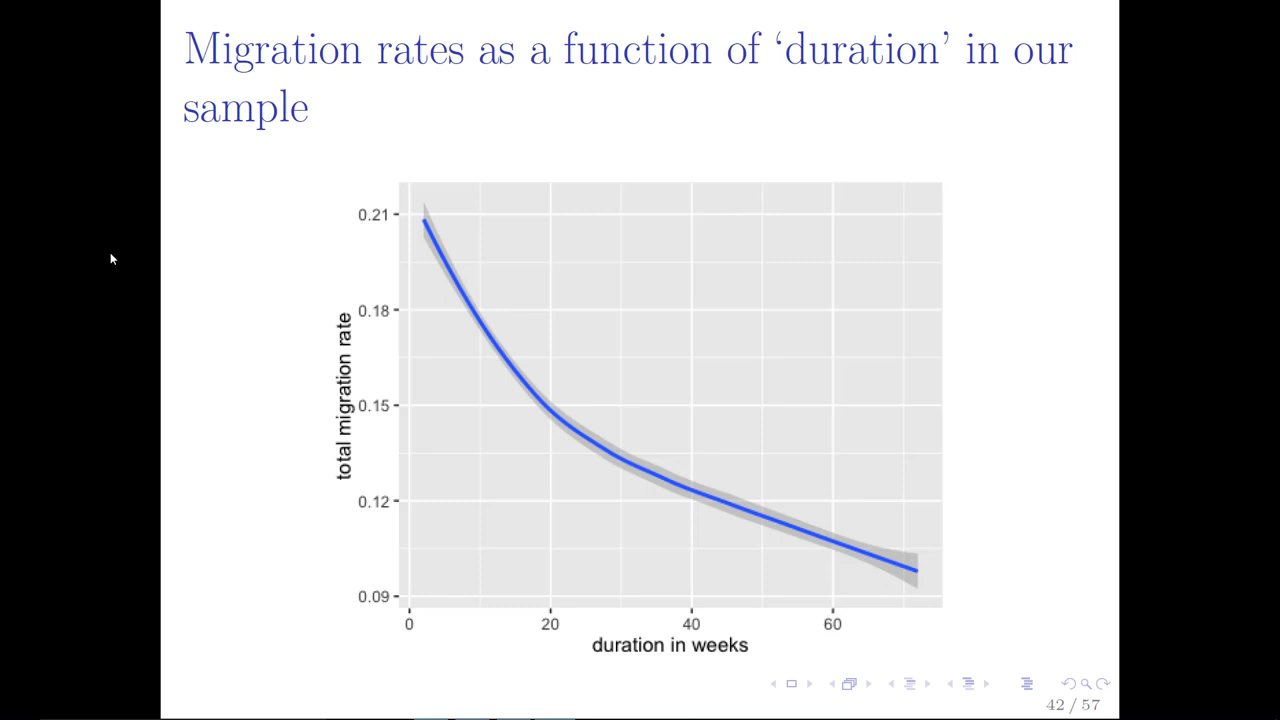 Migration rates as a function of ‘duration’ in our
sample
total migration rate
0.21
0.18
0.15
0.12
0.09
0
20
40
60
duration in weeks
42 / 57